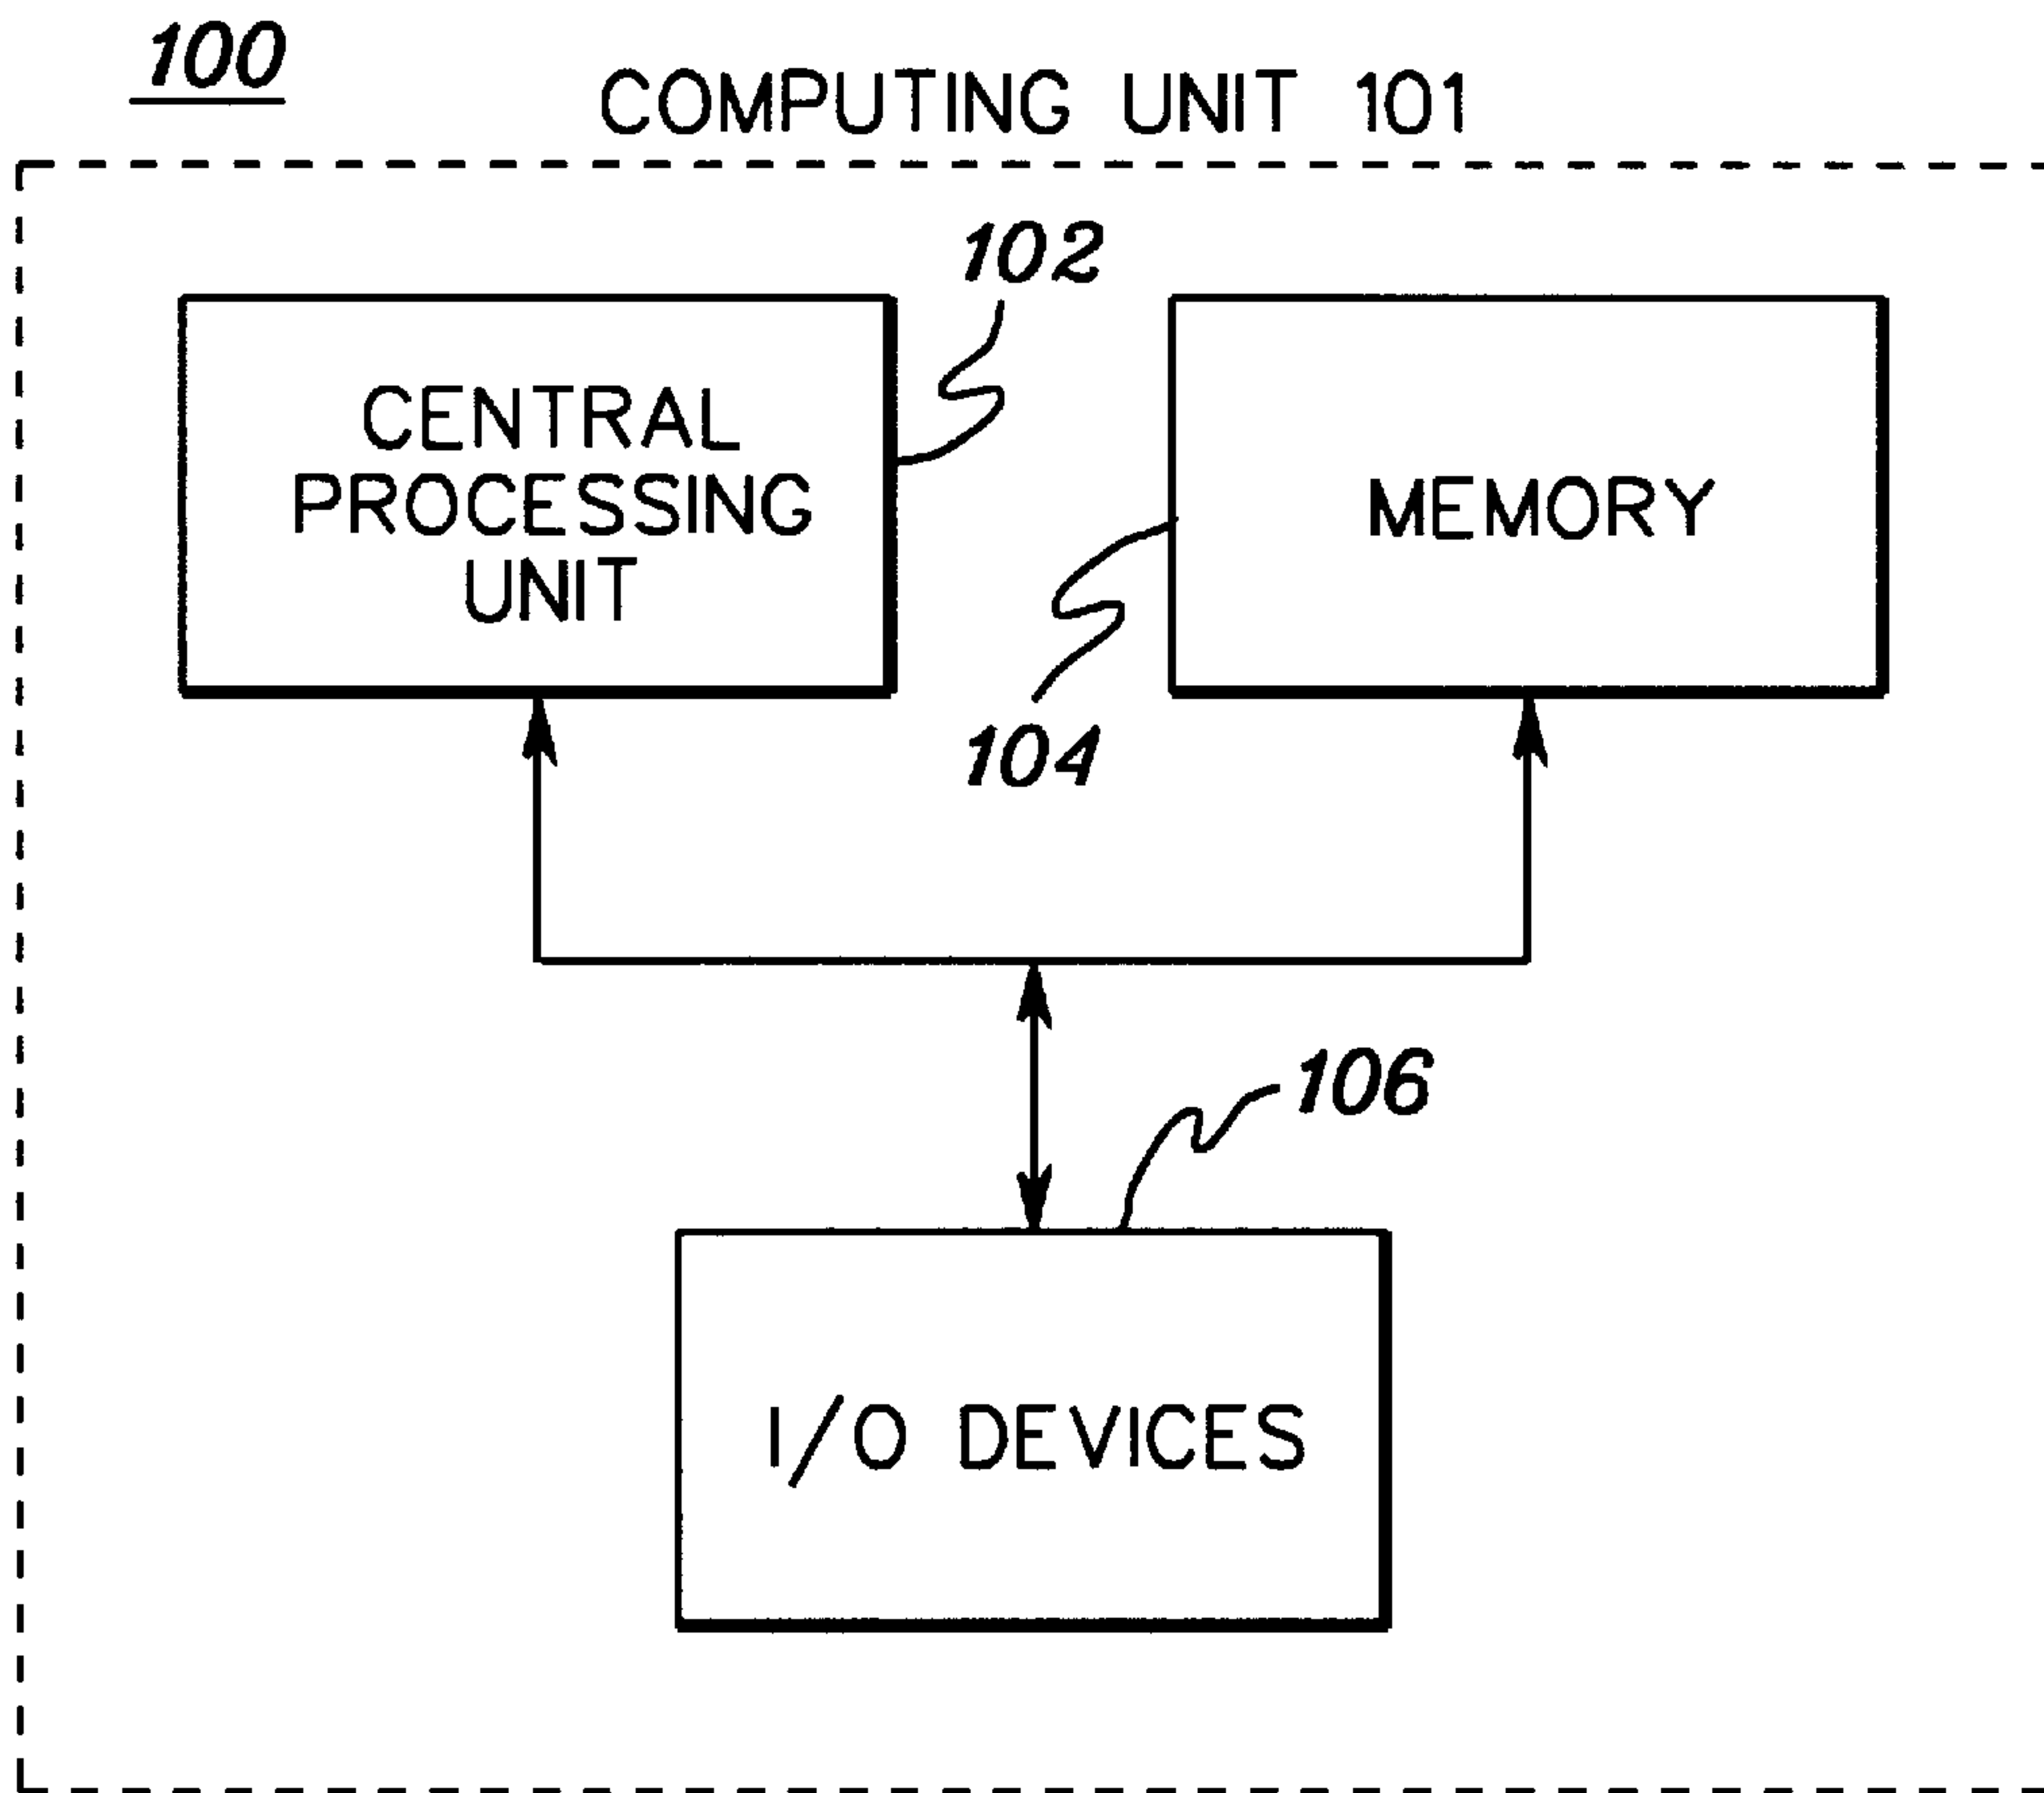 100
COMPUTING UNIT 101
102
CENTRAL
PROCESSING
UNIT
MEMORY
104
106
I/O DEVICES